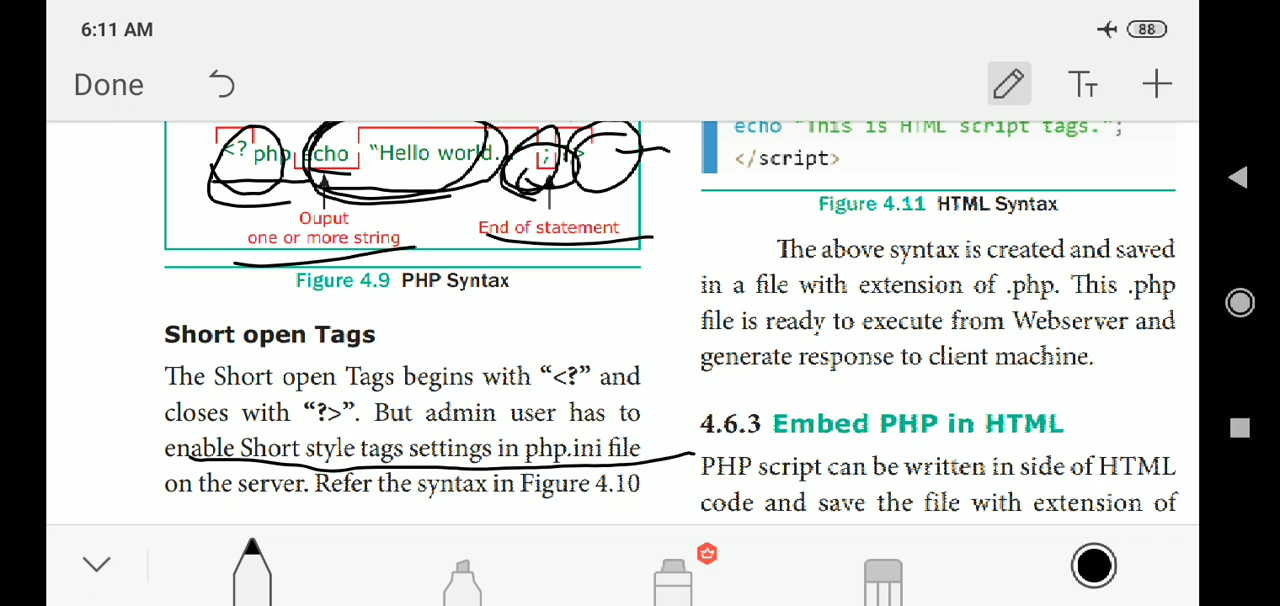 6:11 AM
88
Done
TT
<? php echo "Hello world.
;
>
Ouput
one or more string
End of statement
Figure 4.9 PHP Syntax
Short open Tags
The Short open Tags begins with “<?” and
closes with “?>”. But admin user has to
enable Short style tags settings in php.ini file
on the server. Refer the syntax in Figure 4.10
echo "This is HTML script tags.";
</script>
Figure 4.11 HTML Syntax
The above syntax is created and saved
in a file with extension of .php. This .php
file is ready to execute from Webserver and
generate response to client machine.
4.6.3 Embed PHP in HTML
PHP script can be written in side of HTML
code and save the file with extension of